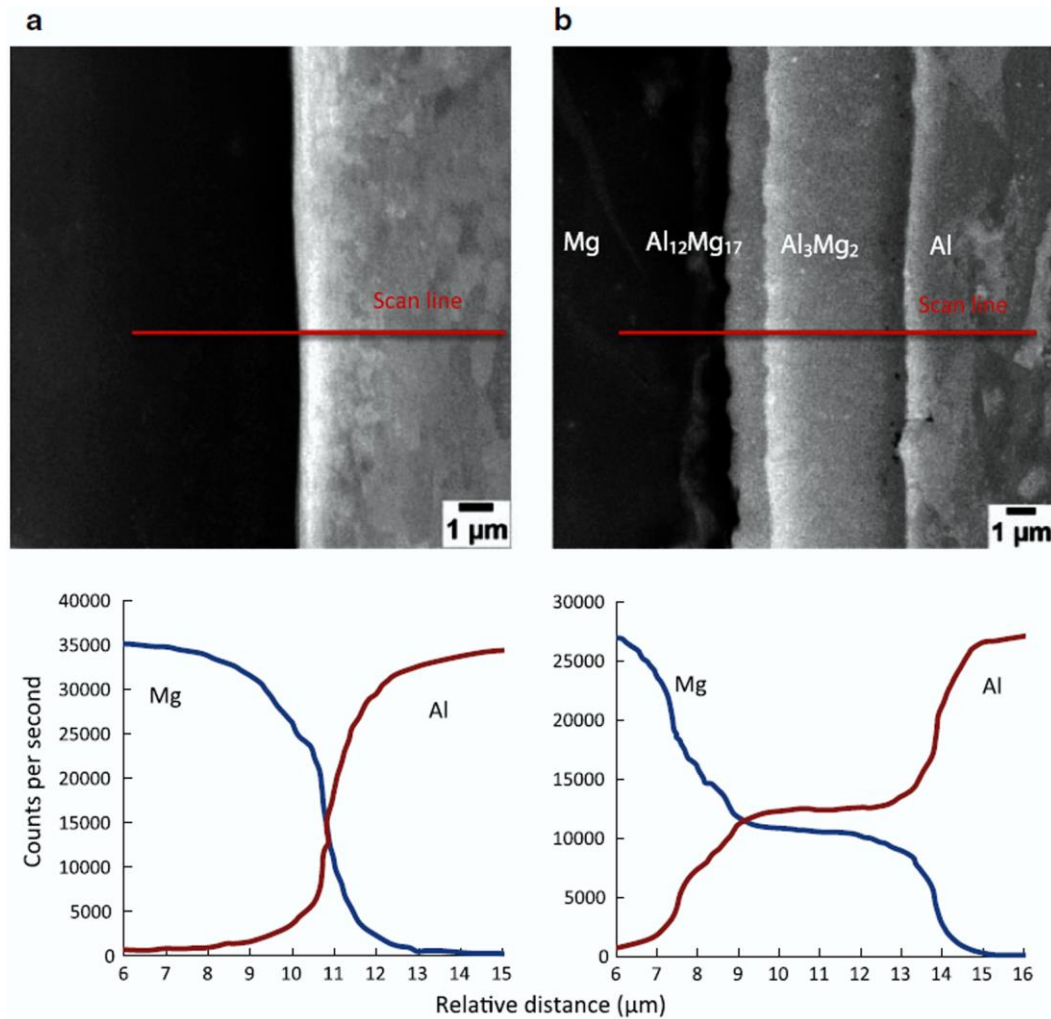 a
b
Scan line
1 μm
Mg
Al₁₂Mg₁₇
Al₃Mg₂
Al
Scan line
1 μm
Counts per second
40000
35000
30000
25000
20000
15000
10000
5000
0
Mg
Al
6 7 8 9 10 11 12 13 14 15
30000
25000
20000
15000
10000
5000
0
Mg
Al
6 7 8 9 10 11 12 13 14 15 16
Relative distance (μm)